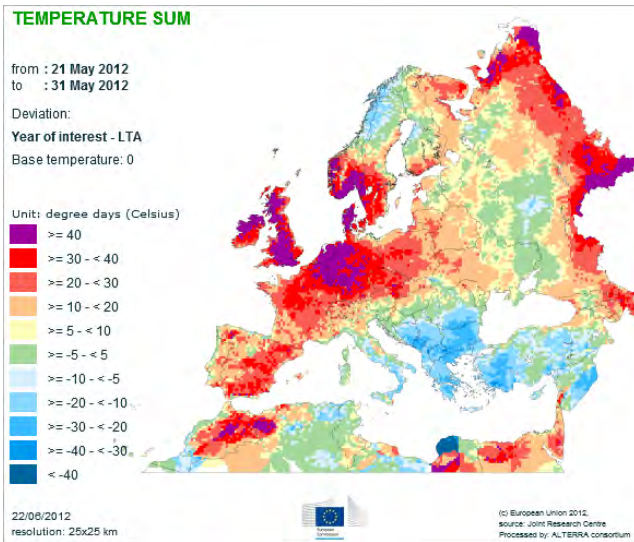 TEMPERATURE SUM
from : 21 May 2012
to : 31 May 2012
Deviation:
Year of interest - LTA
Base temperature: 0
Unit: degree days (Celsius)
>= 40
>= 30 - < 40
>= 20 - < 30
>= 10 - < 20
>= 5 - < 10
>= -5 - < 5
>= -10 - < -5
>= -20 - < -10
>= -30 - < -20
>= -40 - < -30
< -40
22/06/2012
resolution: 25x25 km
European
Commission
(c) European Union 2012,
source: Joint Research Centre
Processed by: ALTERRA consortium